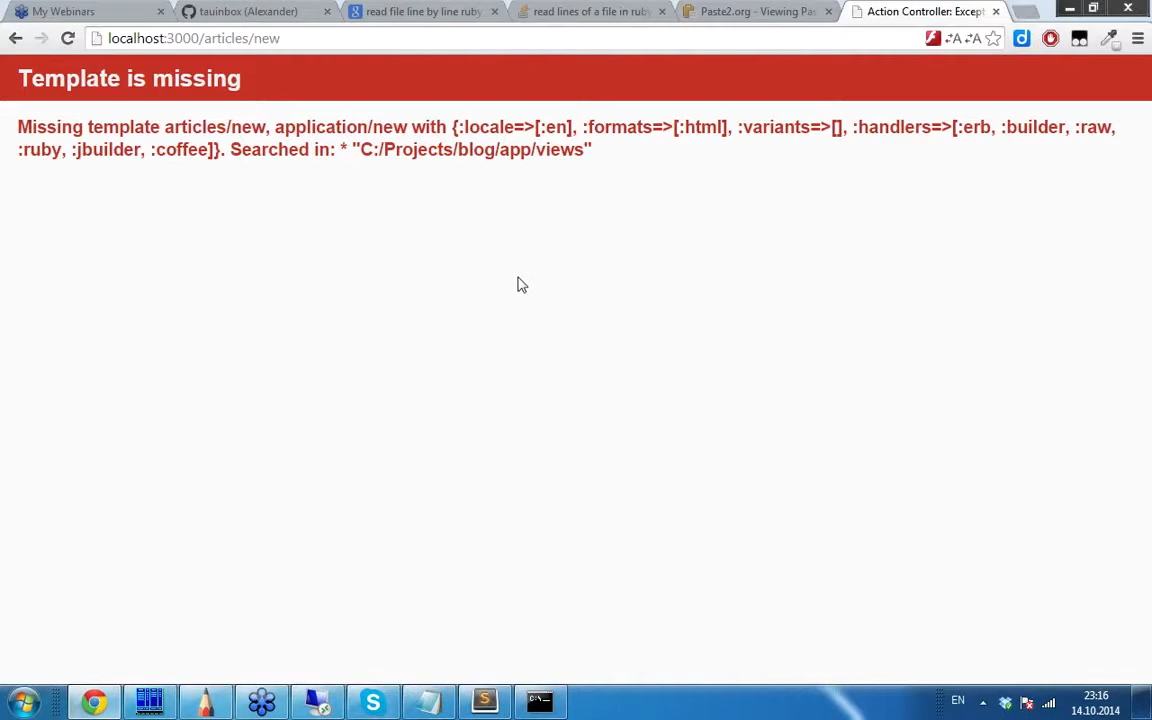 My Webinars
tauinbox (Alexander)
read file line by line ruby
read lines of a file in ruby
Paste2.org - Viewing Pas
Action Controller: Except
localhost:3000/articles/new
Template is missing
Missing template articles/new, application/new with {:locale=>[:en], :formats=>[:html], :variants=>[], :handlers=>[:erb, :builder, :raw,
:ruby, :jbuilder, :coffee]}. Searched in: * "C:/Projects/blog/app/views"
EN
23:16
14.10.2014